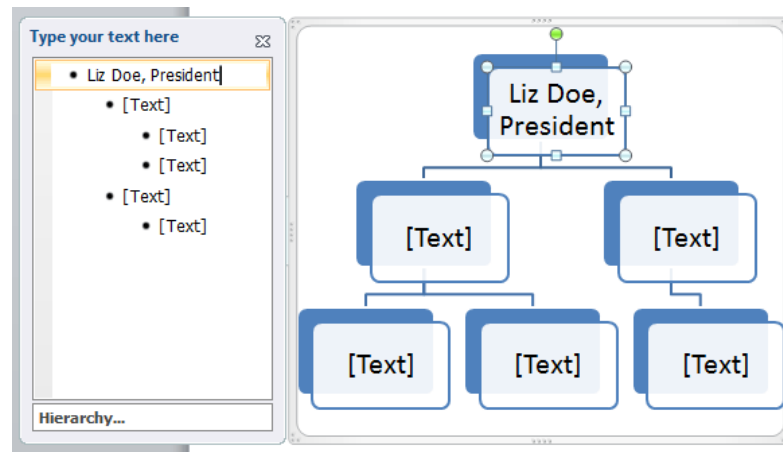 Type your text here
• Liz Doe, President
• [Text]
• [Text]
• [Text]
• [Text]
• [Text]
Hierarchy...
Liz Doe,
President
[Text]
[Text]
[Text]
[Text]
[Text]